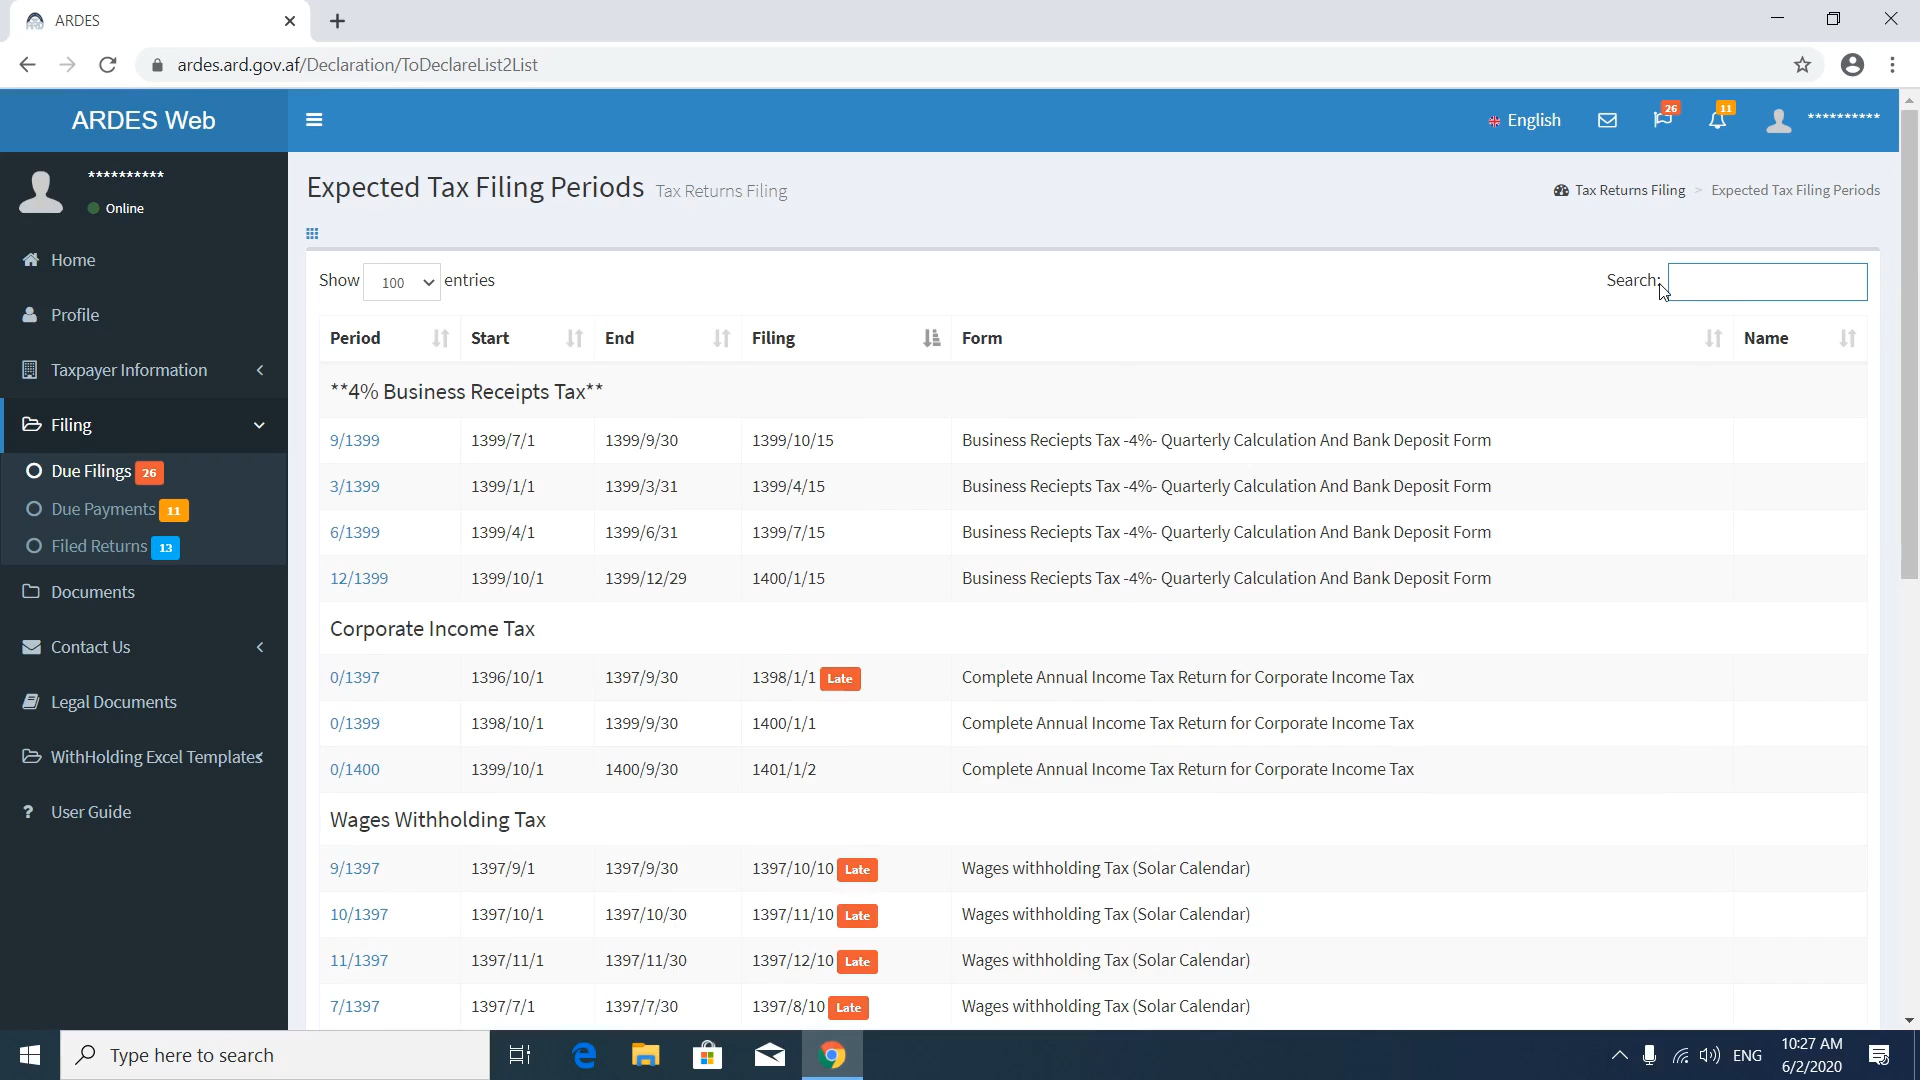 ARDES
ardes.ard.gov.af/Declaration/ToDeclareList2List
ARDES Web
English
26
11
**********
**********
Online
Home
Profile
Taxpayer Information
Filing
Due Filings 26
Due Payments 11
Filed Returns 13
Documents
Contact Us
Legal Documents
WithHolding Excel Templates
? User Guide
Expected Tax Filing Periods Tax Returns Filing
Tax Returns Filing > Expected Tax Filing Periods
Show 100 entries
Search:
Period Start End Filing Form Name
**4% Business Receipts Tax**
9/1399 1399/7/1 1399/9/30 1399/10/15 Business Reciepts Tax -4%- Quarterly Calculation And Bank Deposit Form
3/1399 1399/1/1 1399/3/31 1399/4/15 Business Reciepts Tax -4%- Quarterly Calculation And Bank Deposit Form
6/1399 1399/4/1 1399/6/31 1399/7/15 Business Reciepts Tax -4%- Quarterly Calculation And Bank Deposit Form
12/1399 1399/10/1 1399/12/29 1400/1/15 Business Reciepts Tax -4%- Quarterly Calculation And Bank Deposit Form
Corporate Income Tax
0/1397 1396/10/1 1397/9/30 1398/1/1 Late Complete Annual Income Tax Return for Corporate Income Tax
0/1399 1398/10/1 1399/9/30 1400/1/1 Complete Annual Income Tax Return for Corporate Income Tax
0/1400 1399/10/1 1400/9/30 1401/1/2 Complete Annual Income Tax Return for Corporate Income Tax
Wages Withholding Tax
9/1397 1397/9/1 1397/9/30 1397/10/10 Late Wages withholding Tax (Solar Calendar)
10/1397 1397/10/1 1397/10/30 1397/11/10 Late Wages withholding Tax (Solar Calendar)
11/1397 1397/11/1 1397/11/30 1397/12/10 Late Wages withholding Tax (Solar Calendar)
7/1397 1397/7/1 1397/7/30 1397/8/10 Late Wages withholding Tax (Solar Calendar)
Type here to search
ENG
10:27 AM
6/2/2020